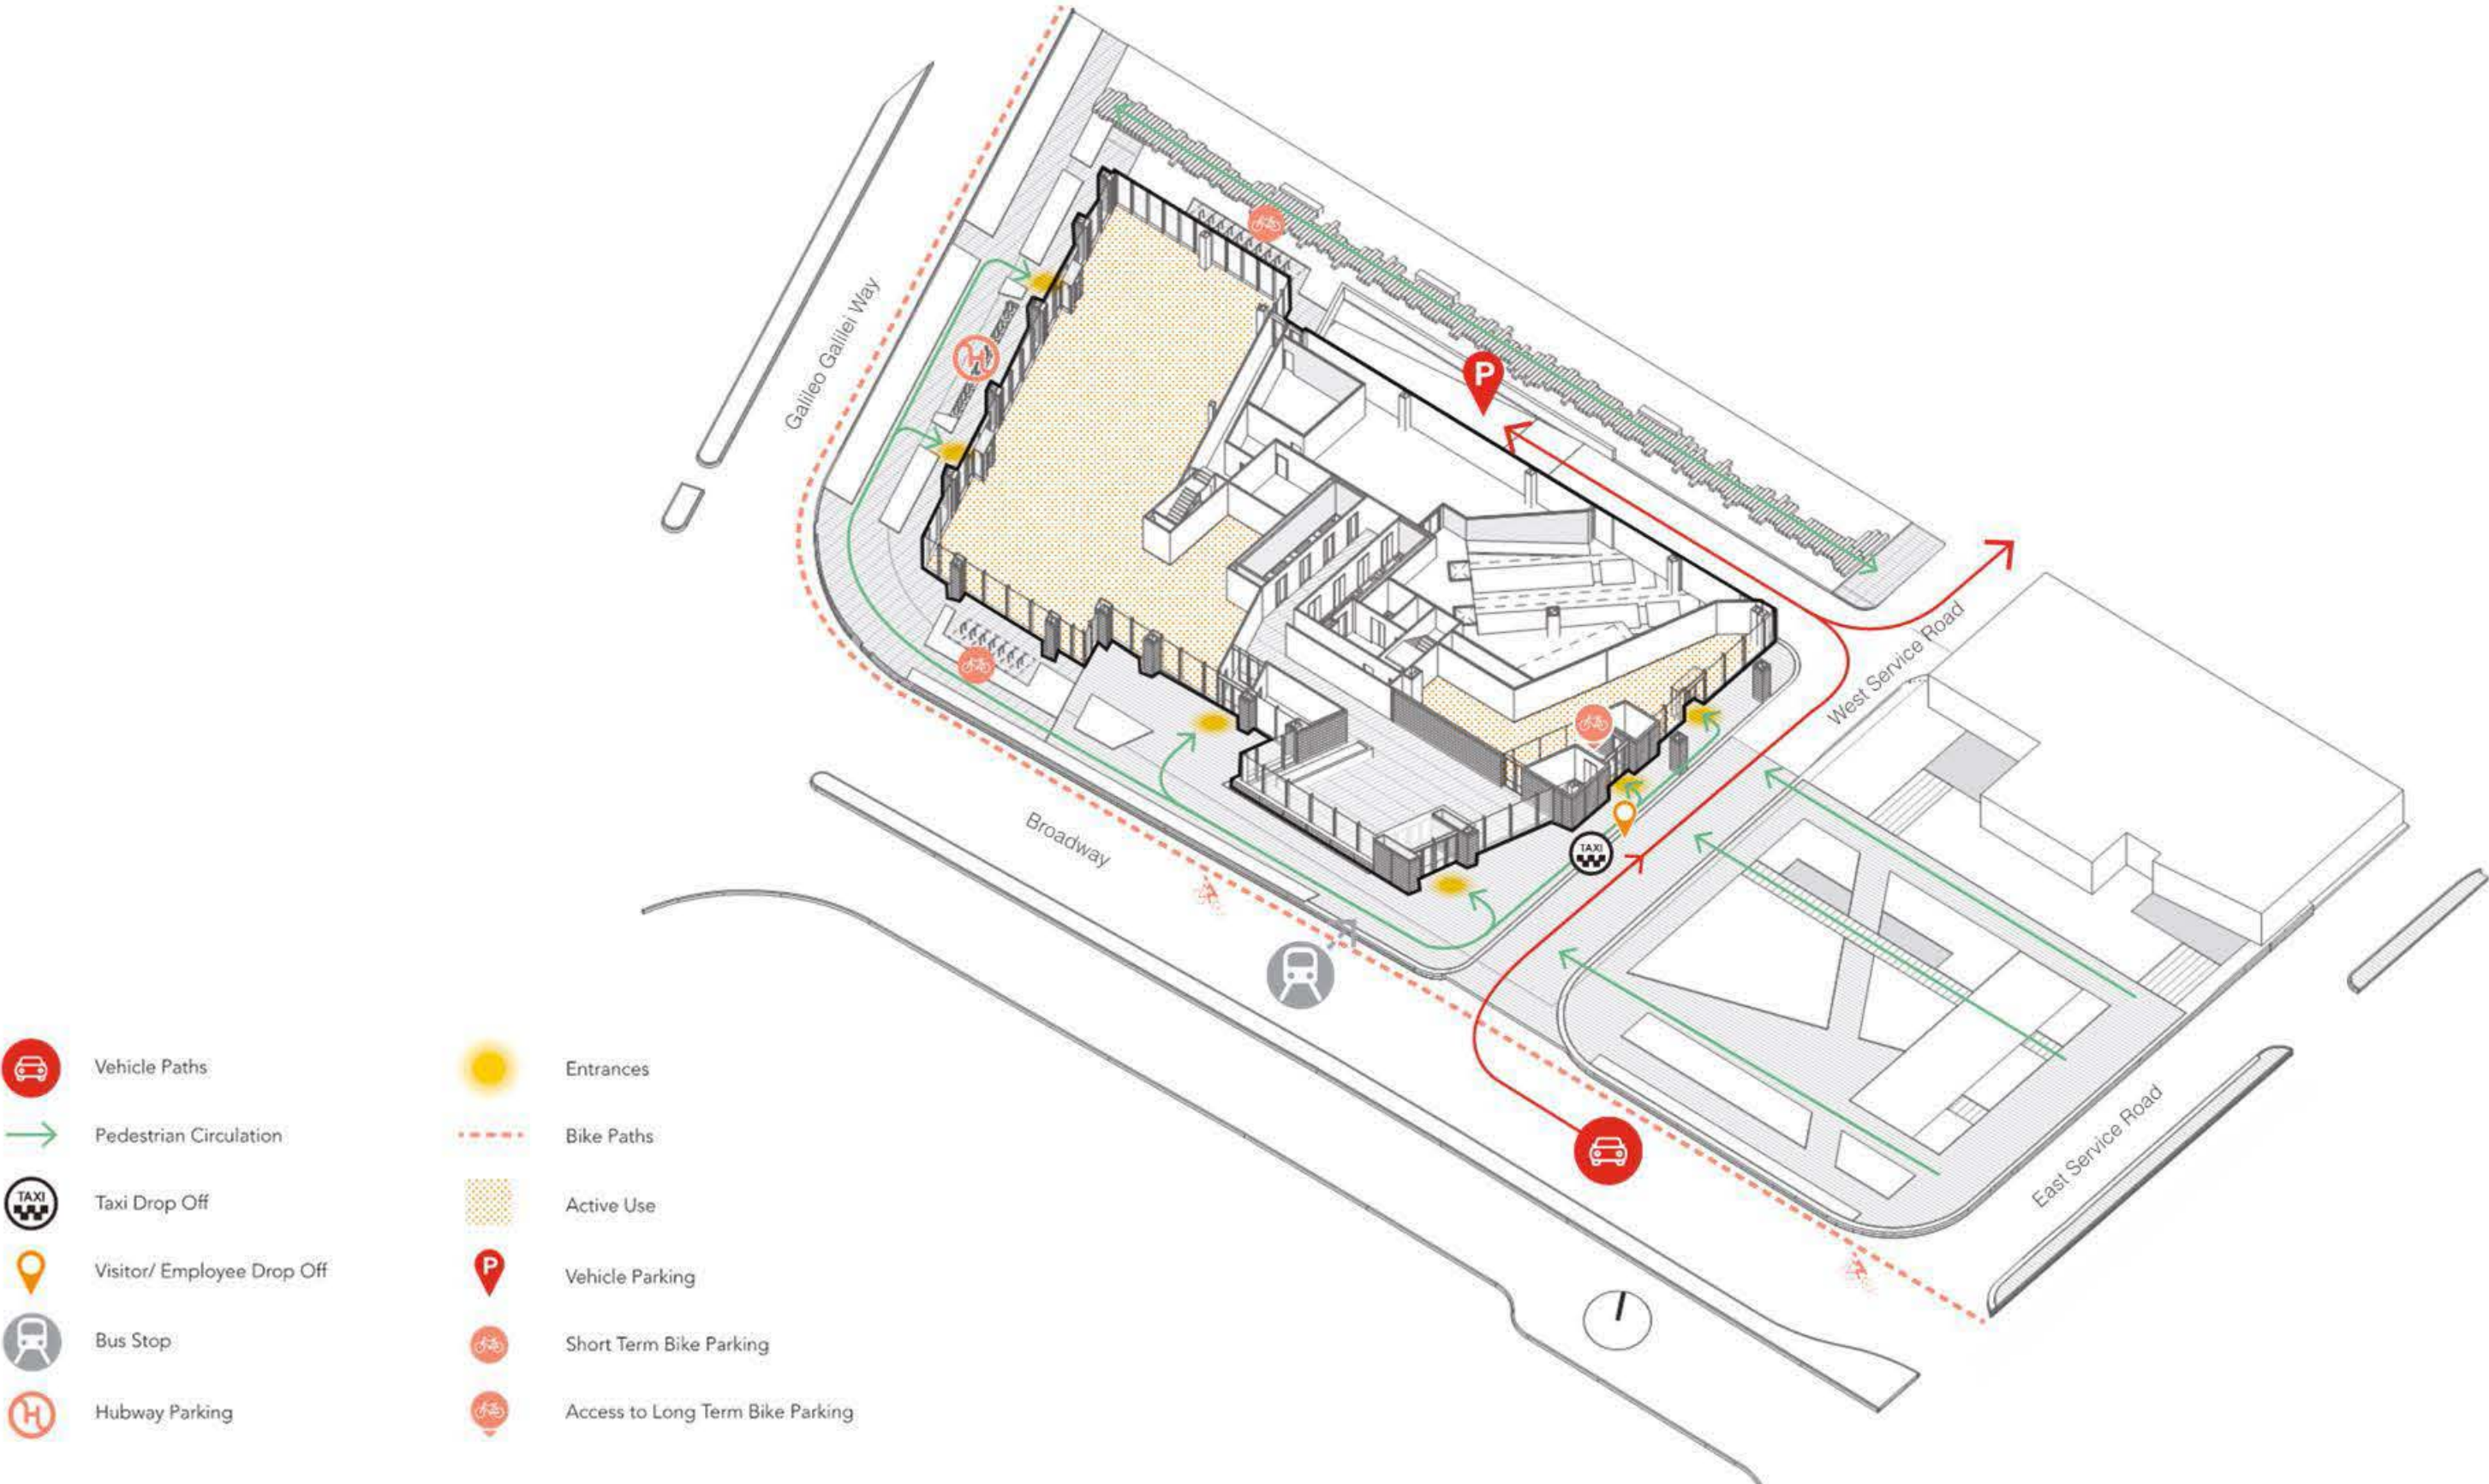 P
Galileo Galilei Way
H
West Service Road
TAXI
Broadway
East Service Road
Vehicle Paths
Pedestrian Circulation
TAXI
Taxi Drop Off
Visitor/ Employee Drop Off
Bus Stop
H
Hubway Parking
Entrances
Bike Paths
Active Use
P
Vehicle Parking
Short Term Bike Parking
Access to Long Term Bike Parking